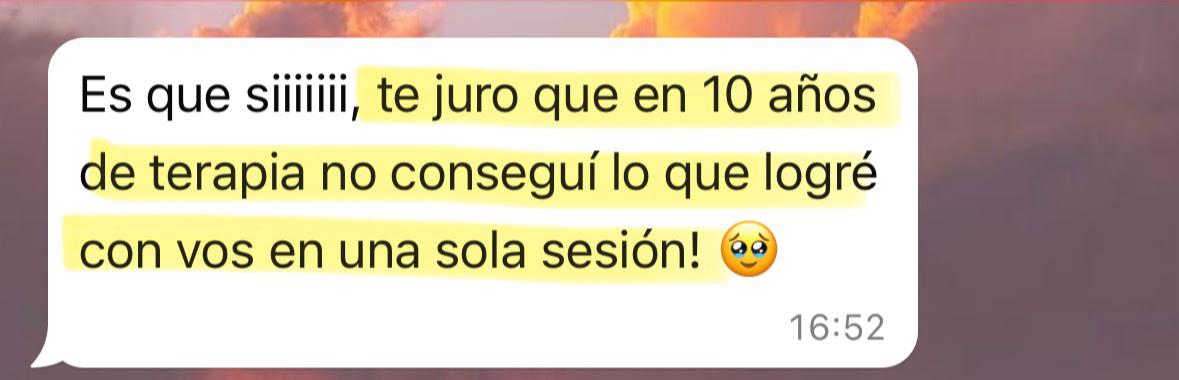 Es que siiiiiii, te juro que en 10 años
de terapia no conseguí lo que logré
con vos en una sola sesión! 🥹
16:52